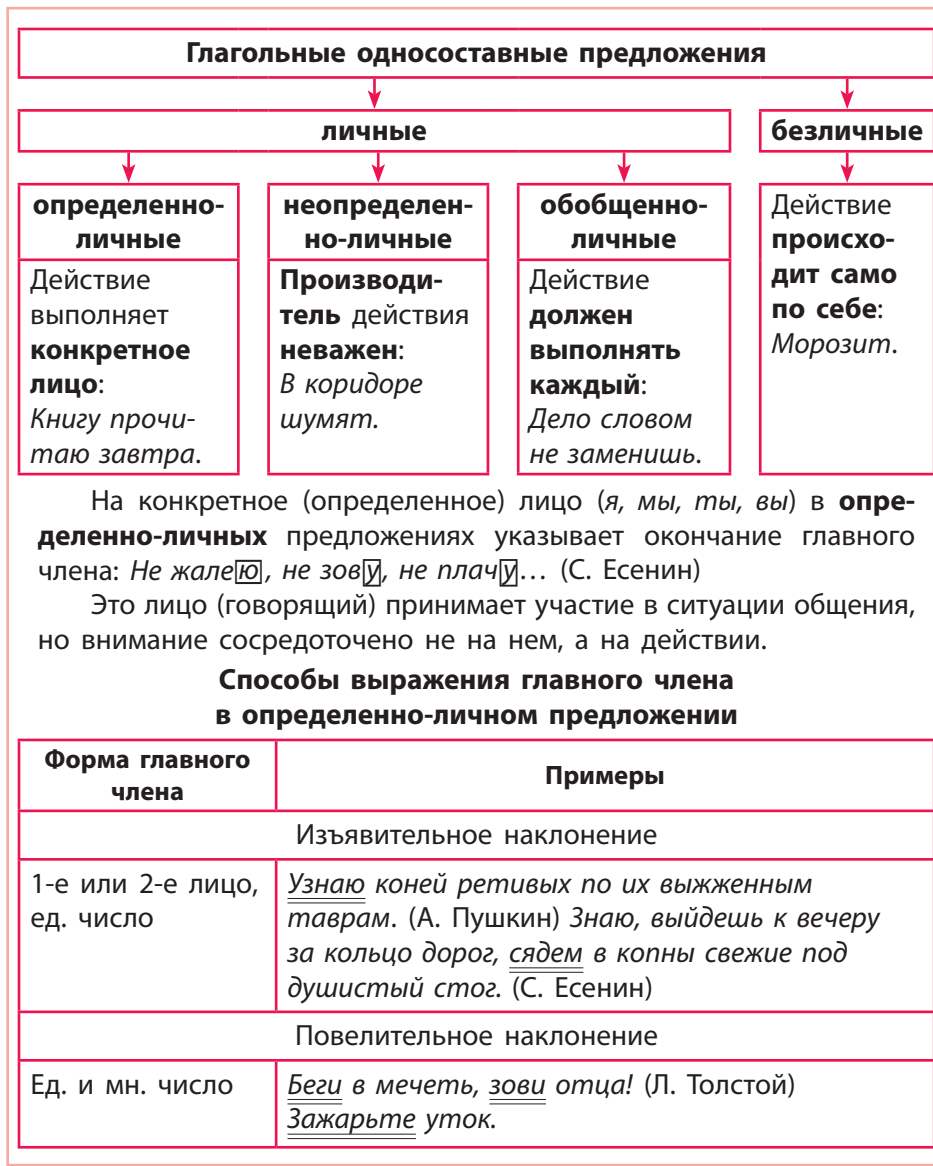 Глагольные односоставные предложения
личные
безличные
определенно-
личные
Действие
выполняет
конкретное
лицо:
Книгу прочи-
таю завтра.
неопределен-
но-личные
Производи-
тель действия
неважен:
В коридоре
шумят.
обобщенно-
личные
Действие
должен
выполнять
каждый:
Дело словом
не заменишь.
Действие
происхо-
дит само
по себе:
Морозит.
На конкретное (определенное) лицо (я, мы, ты, вы) в опре-
деленно-личных предложениях указывает окончание главного
члена: Не жалею, не зову, не плачу… (С. Есенин)
Это лицо (говорящий) принимает участие в ситуации общения,
но внимание сосредоточено не на нем, а на действии.
Способы выражения главного члена
в определенно-личном предложении
Форма главного
члена
Примеры
Изъявительное наклонение
1-е или 2-е лицо,
ед. число
Узнаю коней ретивых по их выжженным
таврам. (А. Пушкин) Знаю, выйдешь к вечеру
за кольцо дорог, сядем в копны свежие под
душистый стог. (С. Есенин)
Повелительное наклонение
Ед. и мн. число
Беги в мечеть, зови отца! (Л. Толстой)
Зажарьте уток.